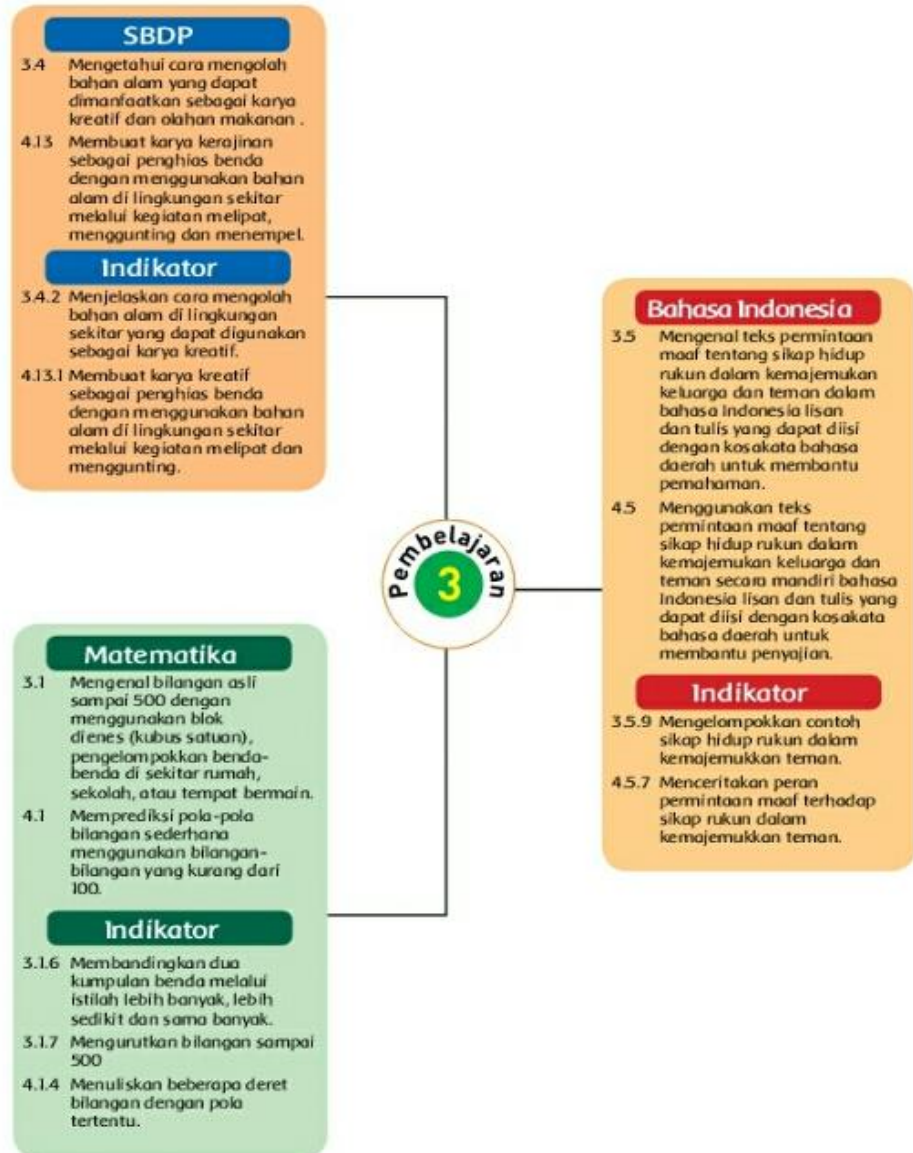 SBDP
3.4 Mengetahui cara mengolah
bahan alam yang dapat
dimanfaatkan sebagai karya
kreatif dan olahan makanan .
4.13 Membuat karya kerajinan
sebagai penghias benda
dengan menggunakan bahan
alam di lingkungan sekitar
melalui kegiatan melipat,
menggunting dan menempel.
Indikator
3.4.2 Menjelaskan cara mengolah
bahan alam di lingkungan
sekitar yang dapat digunakan
sebagai karya kreatif.
4.13.1 Membuat karya kreatif
sebagai penghias benda
dengan menggunakan bahan
alam di lingkungan sekitar
melalui kegiatan melipat dan
menggunting.
Pembelajaran
3
Bahasa Indonesia
3.5 Mengenal teks permintaan
maaf tentang sikap hidup
rukun dalam kemajemukan
keluarga dan teman dalam
bahasa Indonesia lisan
dan tulis yang dapat diisi
dengan kosakata bahasa
daerah untuk membantu
pemahaman.
4.5 Menggunakan teks
permintaan maaf tentang
sikap hidup rukun dalam
kemajemukan keluarga dan
teman secara mandiri bahasa
Indonesia lisan dan tulis yang
dapat diisi dengan kosakata
bahasa daerah untuk
membantu penyajian.
Indikator
3.5.9 Mengelompokkan contoh
sikap hidup rukun dalam
kemajemukkan teman.
4.5.7 Menceritakan peran
permintaan maaf terhadap
sikap rukun dalam
kemajemukkan teman.
Matematika
3.1 Mengenal bilangan asli
sampai 500 dengan
menggunakan blok
dienes (kubus satuan),
pengelompokkan benda-
benda di sekitar rumah,
sekolah, atau tempat bermain.
4.1 Memprediksi pola-pola
bilangan sederhana
menggunakan bilangan-
bilangan yang kurang dari
100.
Indikator
3.1.6 Membandingkan dua
kumpulan benda melalui
istilah lebih banyak, lebih
sedikit dan sama banyak.
3.1.7 Mengurutkan bilangan sampai
500
4.1.4 Menuliskan beberapa deret
bilangan dengan pola
tertentu.